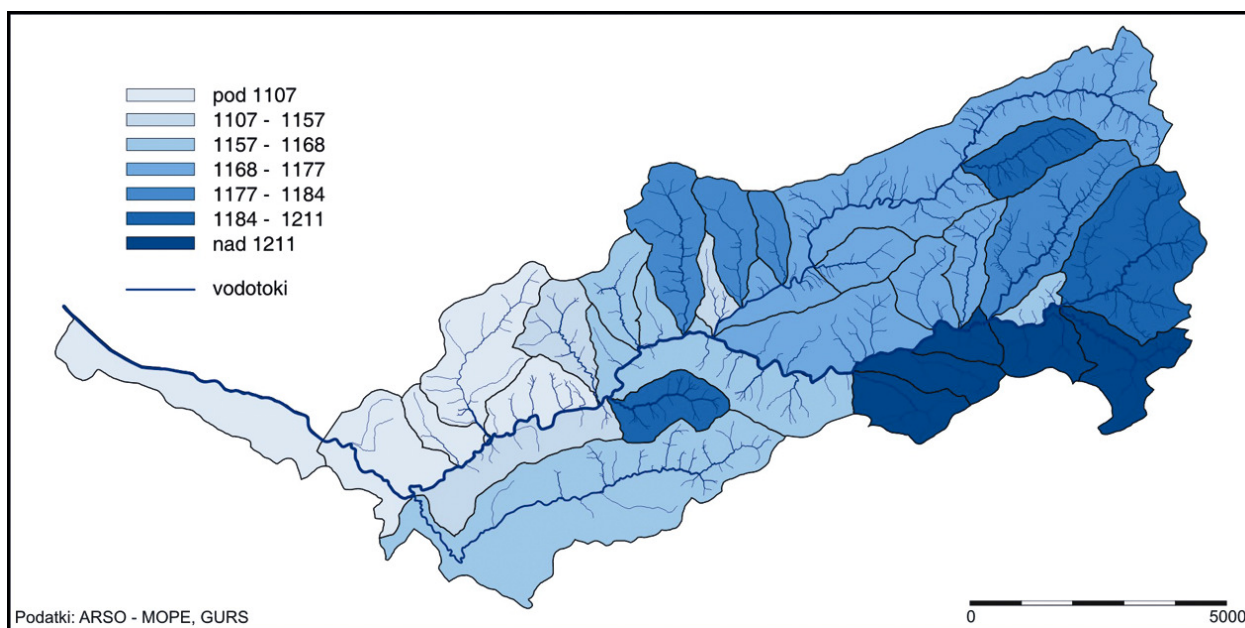 pod 1107
1107 - 1157
1157 - 1168
1168 - 1177
1177 - 1184
1184 - 1211
nad 1211
vodotoki
Podatki: ARSO - MOPE, GURS
0 5000